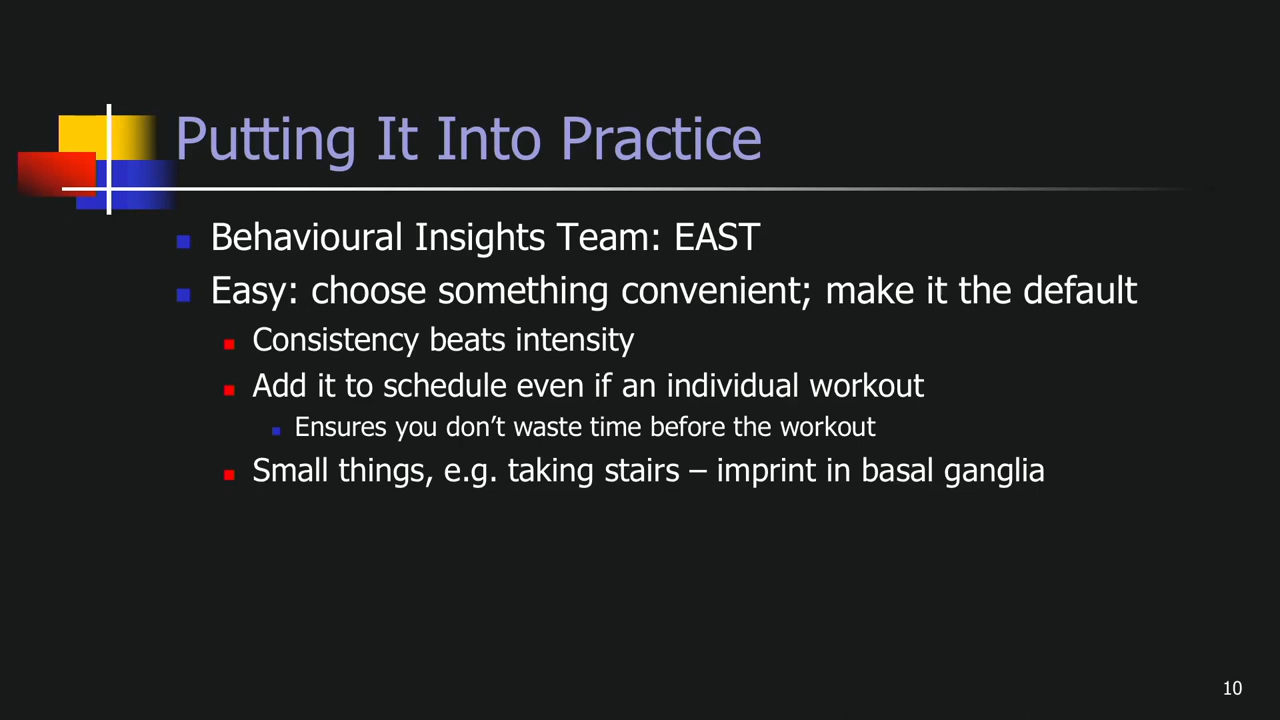 Putting It Into Practice
Behavioural Insights Team: EAST
Easy: choose something convenient; make it the default
Consistency beats intensity
Add it to schedule even if an individual workout
Ensures you don’t waste time before the workout
Small things, e.g. taking stairs – imprint in basal ganglia
10